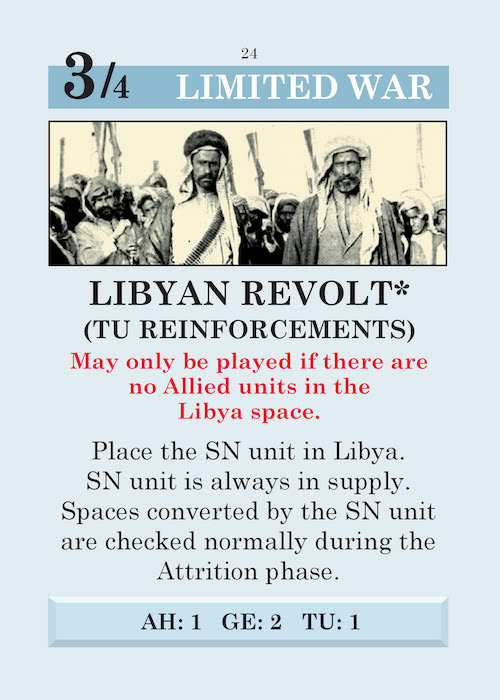 24
3/4 LIMITED WAR
LIBYAN REVOLT*
(TU REINFORCEMENTS)
May only be played if there are
no Allied units in the
Libya space.
Place the SN unit in Libya.
SN unit is always in supply.
Spaces converted by the SN unit
are checked normally during the
Attrition phase.
AH: 1 GE: 2 TU: 1